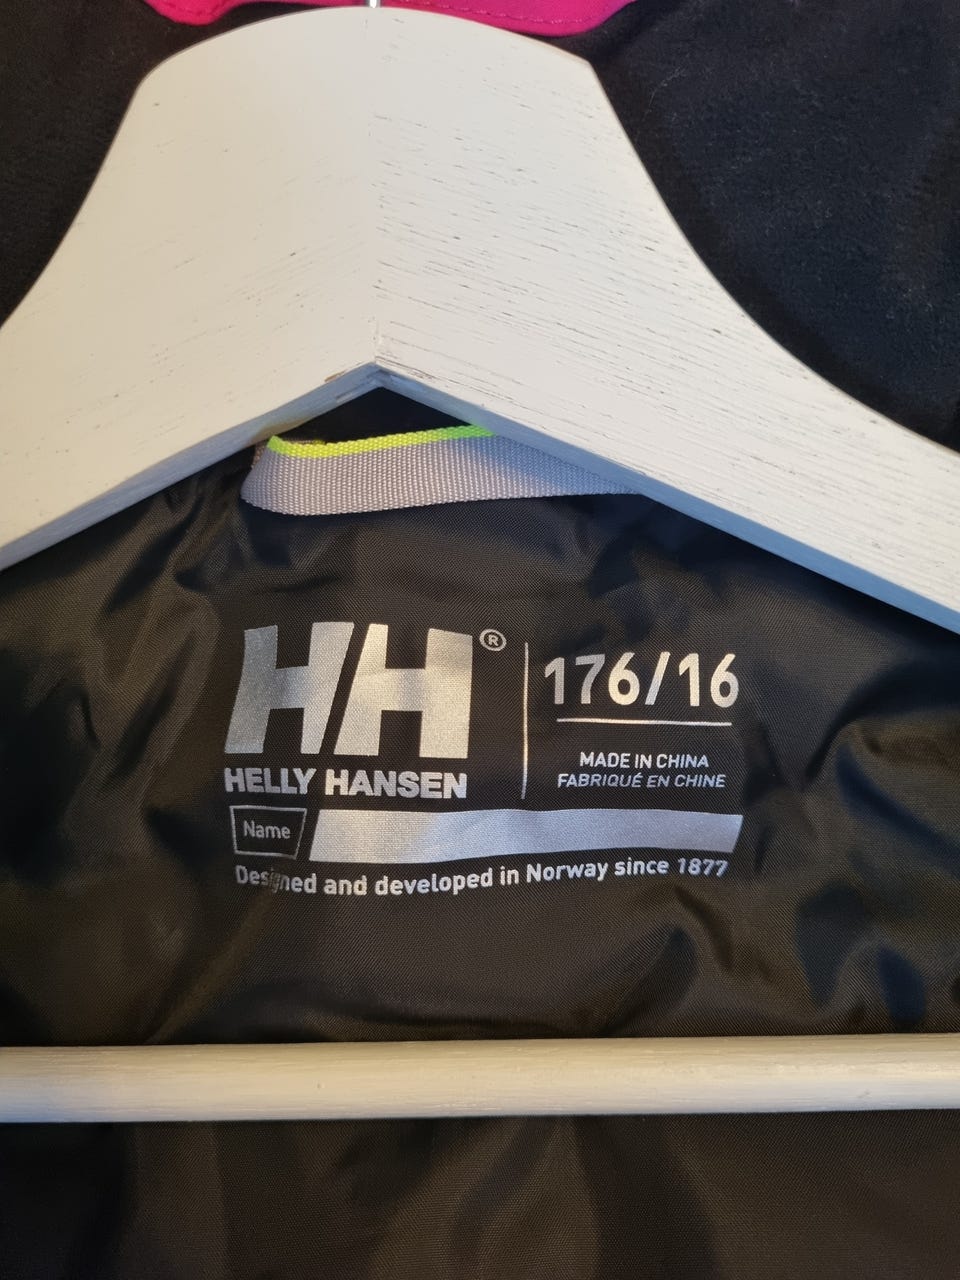 HH®
HELLY HANSEN
176/16
MADE IN CHINA
FABRIQUÉ EN CHINE
Name
Designed and developed in Norway since 1877